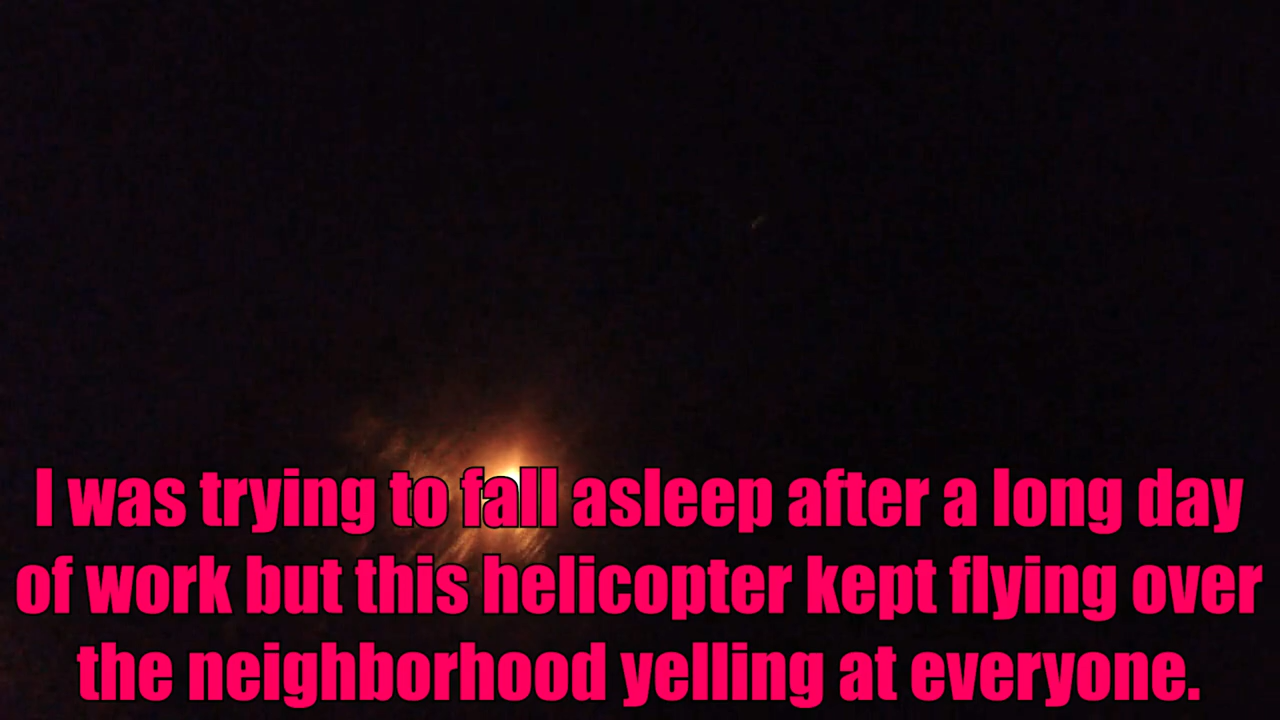 I was trying to fall asleep after a long day
of work but this helicopter kept flying over
the neighborhood yelling at everyone.